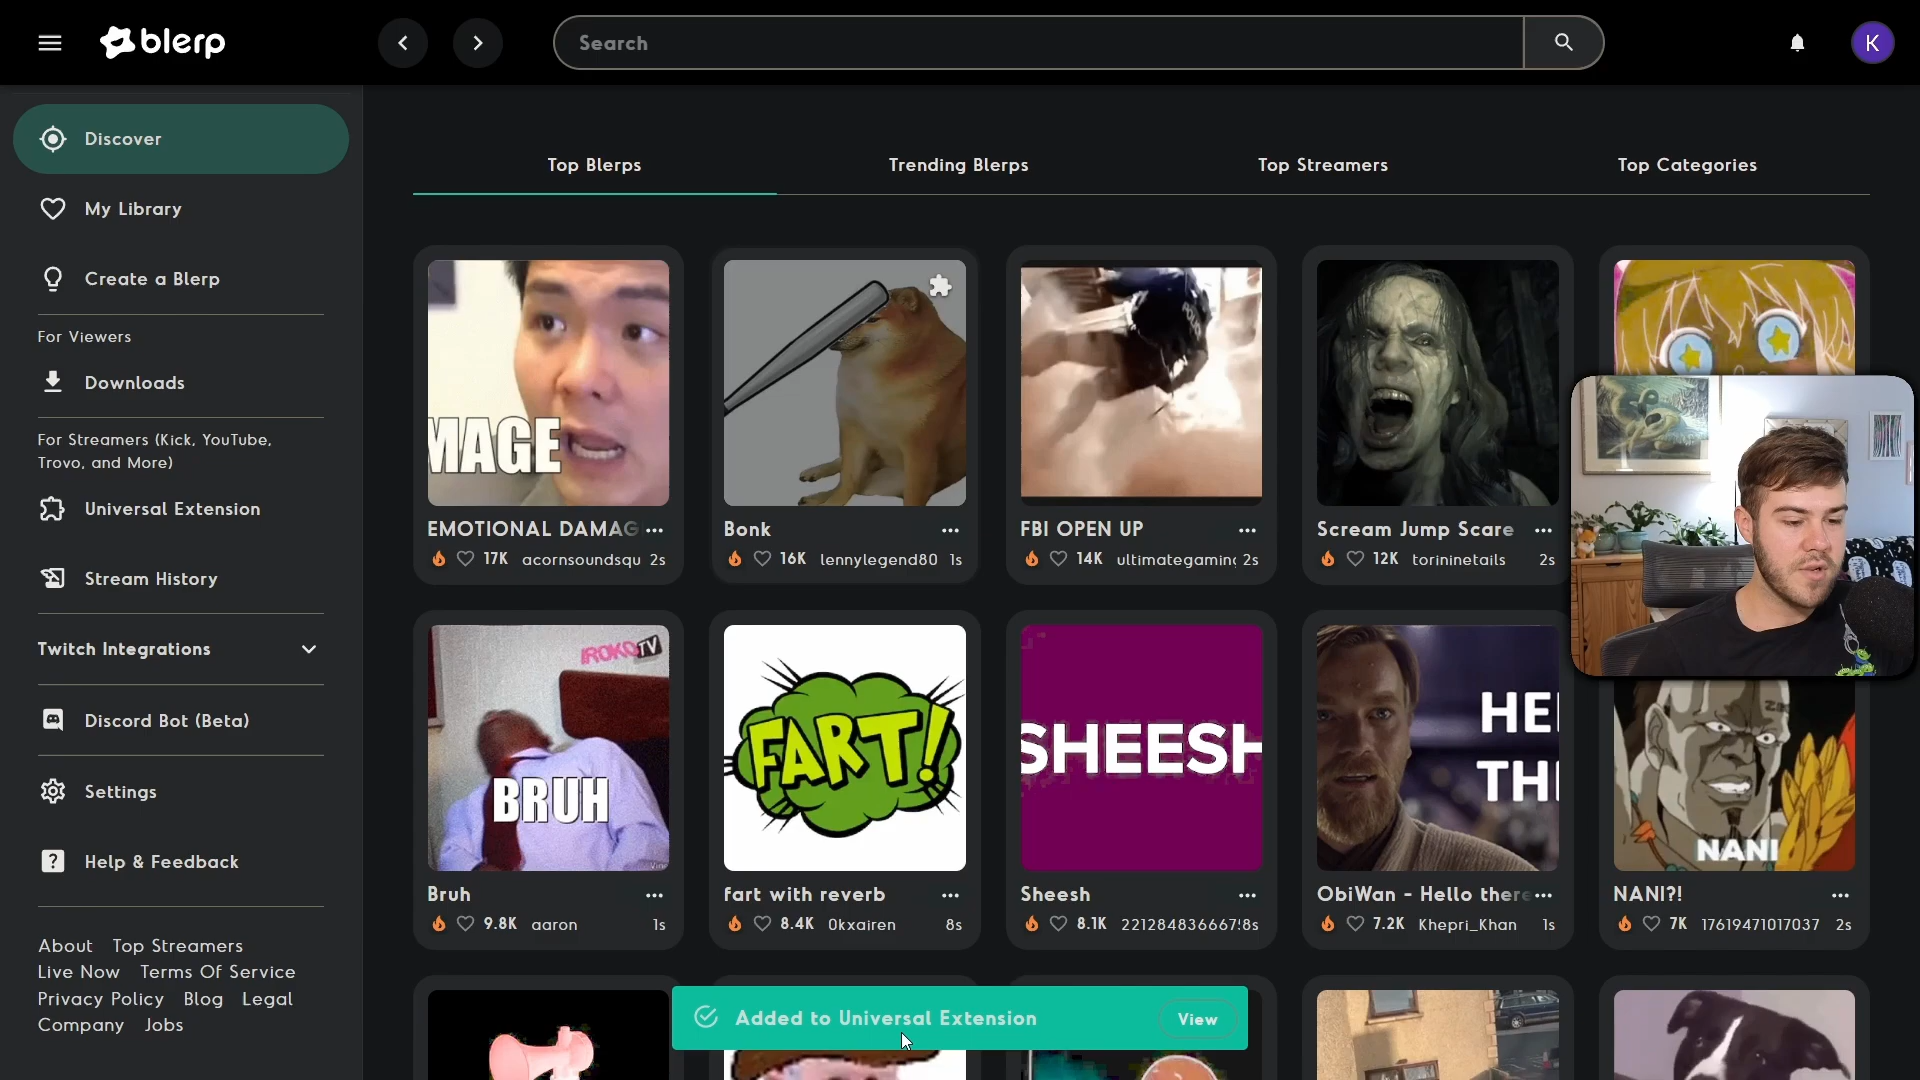 blerp
Search
K
Discover
My Library
Create a Blerp
For Viewers
Downloads
For Streamers (Kick, YouTube,
Trovo, and More)
Universal Extension
Stream History
Twitch Integrations
Discord Bot (Beta)
Settings
Help & Feedback
About Top Streamers
Live Now Terms Of Service
Privacy Policy Blog Legal
Company Jobs
Top Blerps Trending Blerps Top Streamers Top Categories
MAGE
EMOTIONAL DAMAG ...
17K acornsoundsqu 2s
Bonk ...
16K lennylegend80 1s
FBI OPEN UP ...
14K ultimategaming 2s
Scream Jump Scare ...
12K torininetails 2s
IROKOTV
BRUH
Bruh ...
9.8K aaron 1s
FART!
fart with reverb ...
8.4K 0kxairen 8s
SHEESH
Sheesh ...
8.1K 22128483666758s
HE
TH
ObiWan - Hello there ...
7.2K Khepri_Khan 1s
NANI
NANI?! ...
7K 17619471017037 2s
Added to Universal Extension View